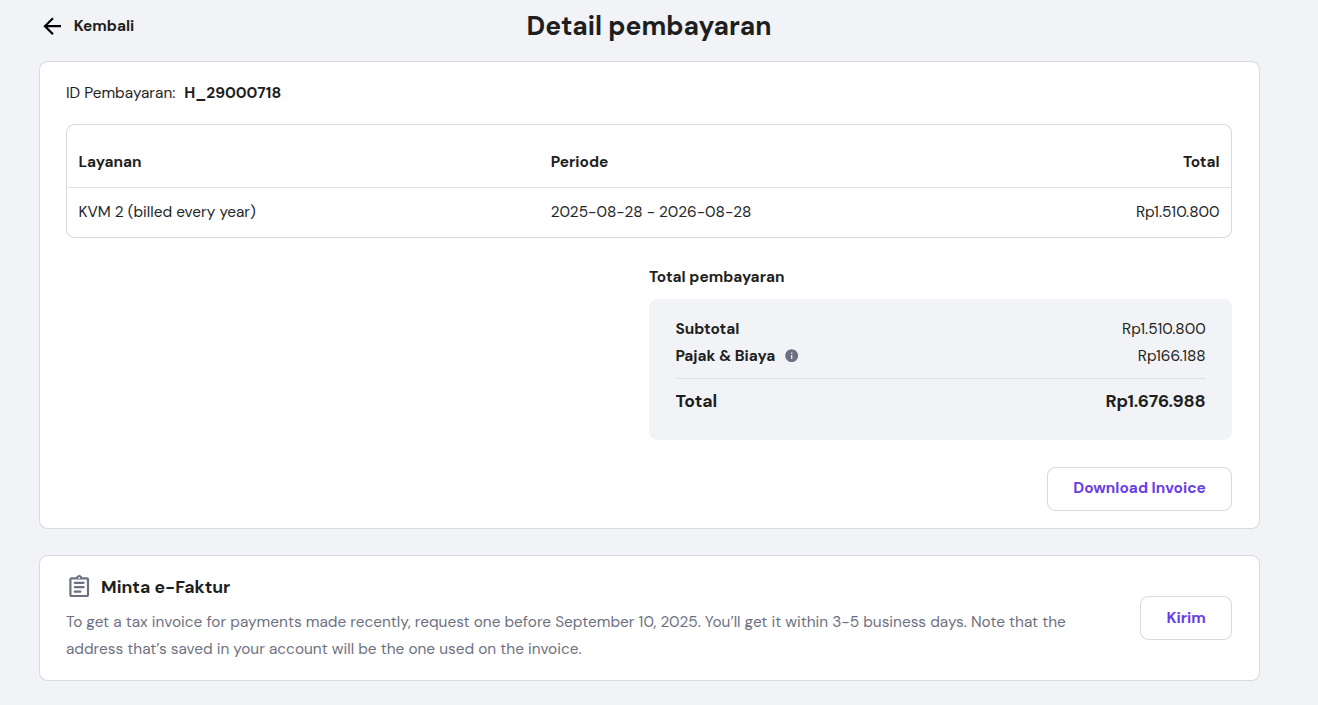 Kembali
Detail pembayaran
ID Pembayaran: H_29000718
Layanan Periode Total
KVM 2 (billed every year) 2025-08-28 - 2026-08-28 Rp1.510.800
Total pembayaran
Subtotal Rp1.510.800
Pajak & Biaya Rp166.188
Total Rp1.676.988
Download Invoice
Minta e-Faktur
To get a tax invoice for payments made recently, request one before September 10, 2025. You’ll get it within 3-5 business days. Note that the
address that’s saved in your account will be the one used on the invoice.
Kirim